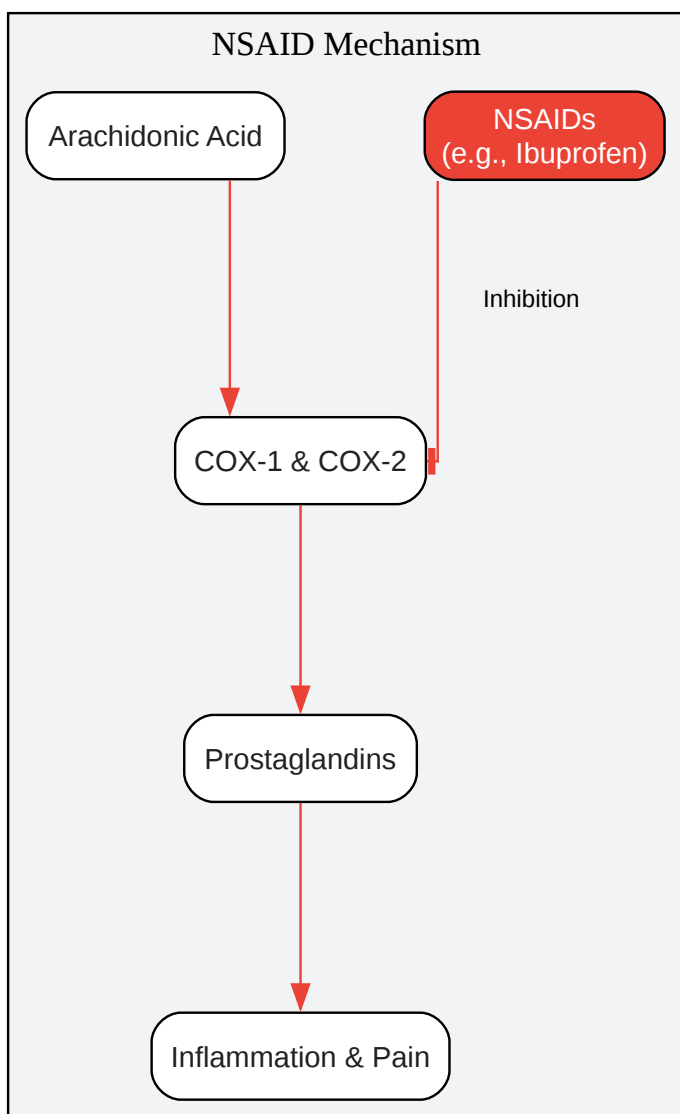 NSAID Mechanism
Arachidonic Acid
NSAIDs
(e.g., Ibuprofen)
Inhibition
COX-1 & COX-2
Prostaglandins
Inflammation & Pain